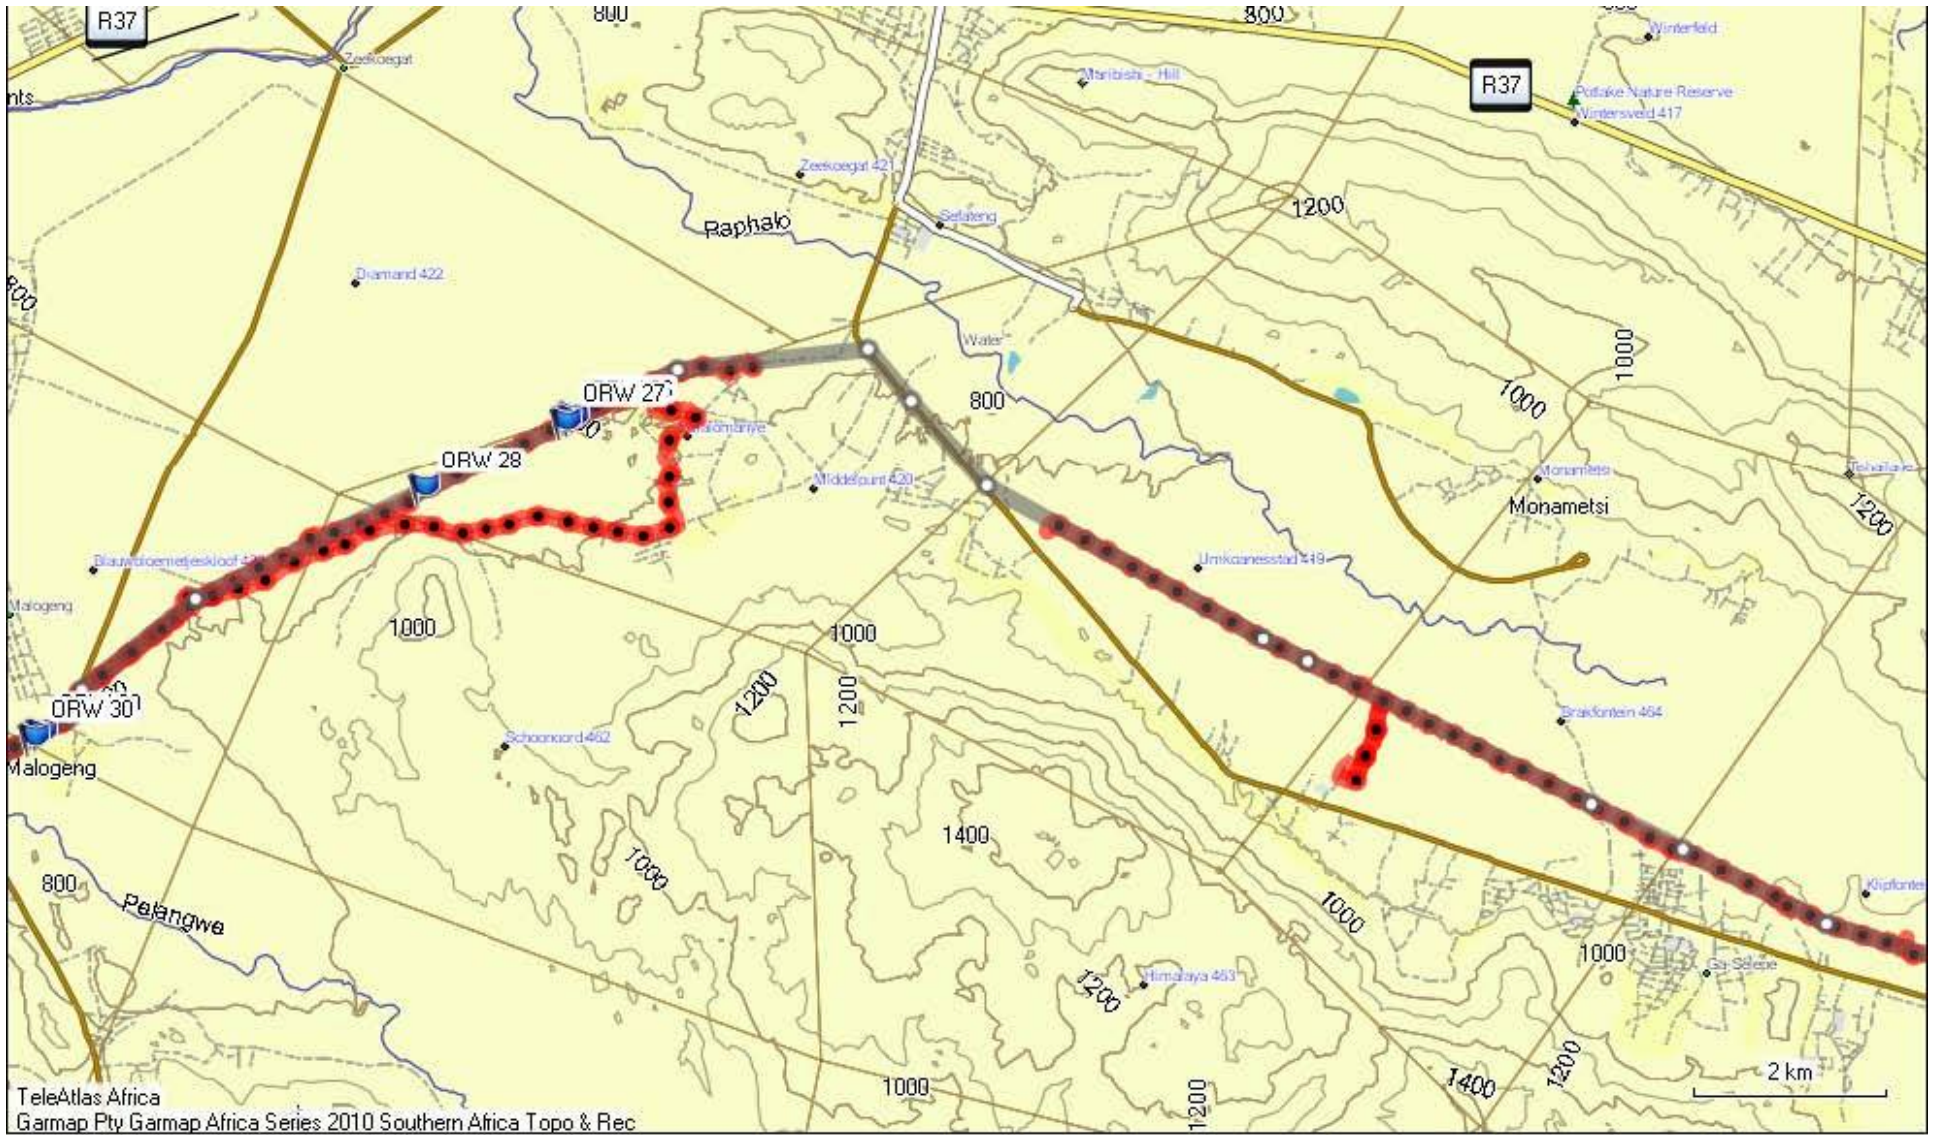 R37
800
800
Winterfeld
Zeekoegat
Maribishi - Hill
R37
Potlake Nature Reserve
Wintersveld 417
nts
Zeekoegat 421
1200
Sefateng
Raphalo
Diamand 422
800
Water
1000
ORW 27
800
1000
ORW 28
Middelpunt 420
Monametsi
Monametsi
1200
Umkoanesstad 419
Malogeng
1000
1000
1200
1200
ORW 30
Brakfontein 464
Schoonoord 462
Malogeng
1400
1000
800
Pelangwe
1000
1000
Ga-Selepe
1200
Himalaya 463
2 km
1000
1400
1200
1200
TeleAtlas Africa
Garmap Pty Garmap Africa Series 2010 Southern Africa Topo & Rec